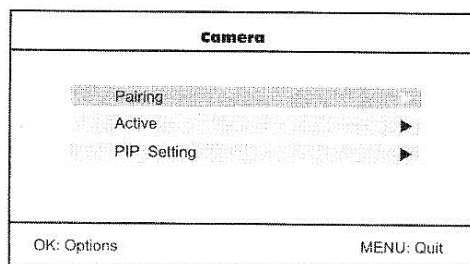 Camera
Pairing
Active
PIP Setting
OK: Options
MENU: Quit